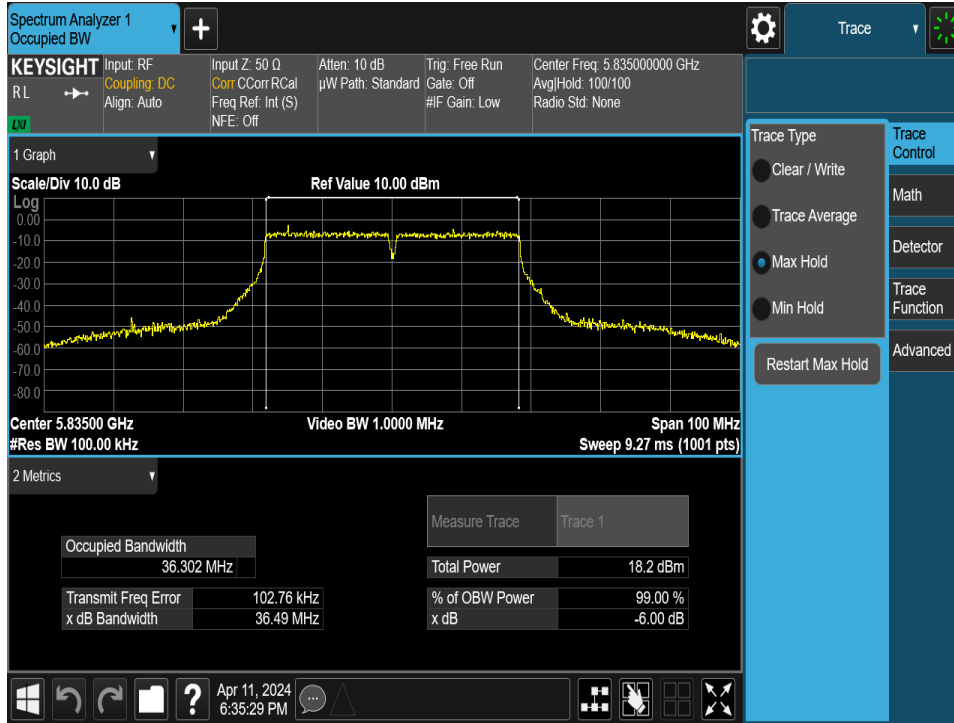 Spectrum Analyzer 1
Occupied BW
+
Trace
KEYSIGHT
R L
LXI
Input: RF
Coupling: DC
Align: Auto
Input Z: 50 Ω
Corr CCorr RCal
Freq Ref: Int (S)
NFE: Off
Atten: 10 dB
µW Path: Standard
Trig: Free Run
Gate: Off
#IF Gain: Low
Center Freq: 5.835000000 GHz
Avg|Hold: 100/100
Radio Std: None
1 Graph
Scale/Div 10.0 dB
Ref Value 10.00 dBm
Log
0.00
-10.0
-20.0
-30.0
-40.0
-50.0
-60.0
-70.0
-80.0
Center 5.83500 GHz
Video BW 1.0000 MHz
Span 100 MHz
#Res BW 100.00 kHz
Sweep 9.27 ms (1001 pts)
2 Metrics
Measure Trace
Trace 1
Occupied Bandwidth
36.302 MHz
Total Power
18.2 dBm
Transmit Freq Error
102.76 kHz
% of OBW Power
99.00 %
x dB Bandwidth
36.49 MHz
x dB
-6.00 dB
Trace Type
Clear / Write
Trace Average
Max Hold
Min Hold
Restart Max Hold
Trace
Control
Math
Detector
Trace
Function
Advanced
?
Apr 11, 2024
6:35:29 PM